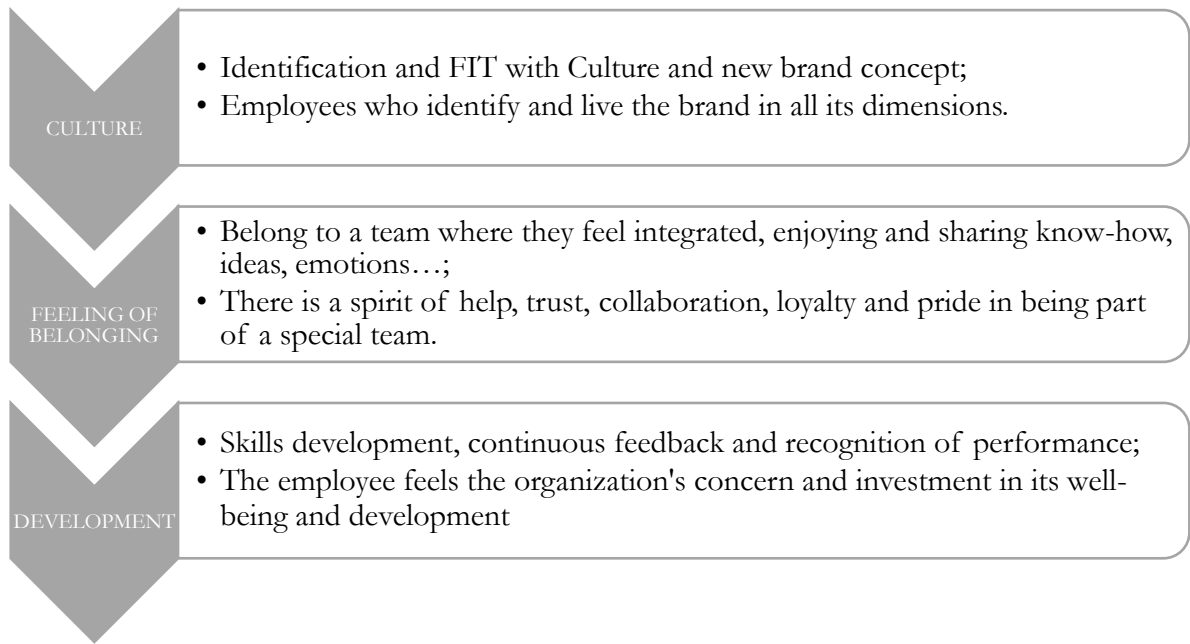 CULTURE
• Identification and FIT with Culture and new brand concept;
• Employees who identify and live the brand in all its dimensions.
FEELING OF
BELONGING
• Belong to a team where they feel integrated, enjoying and sharing know-how,
ideas, emotions…;
• There is a spirit of help, trust, collaboration, loyalty and pride in being part
of a special team.
DEVELOPMENT
• Skills development, continuous feedback and recognition of performance;
• The employee feels the organization's concern and investment in its well-
being and development